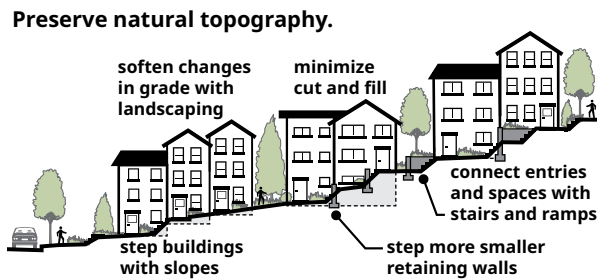 Preserve natural topography.
soften changes
in grade with
landscaping
minimize
cut and fill
connect entries
and spaces with
stairs and ramps
step buildings
with slopes
step more smaller
retaining walls